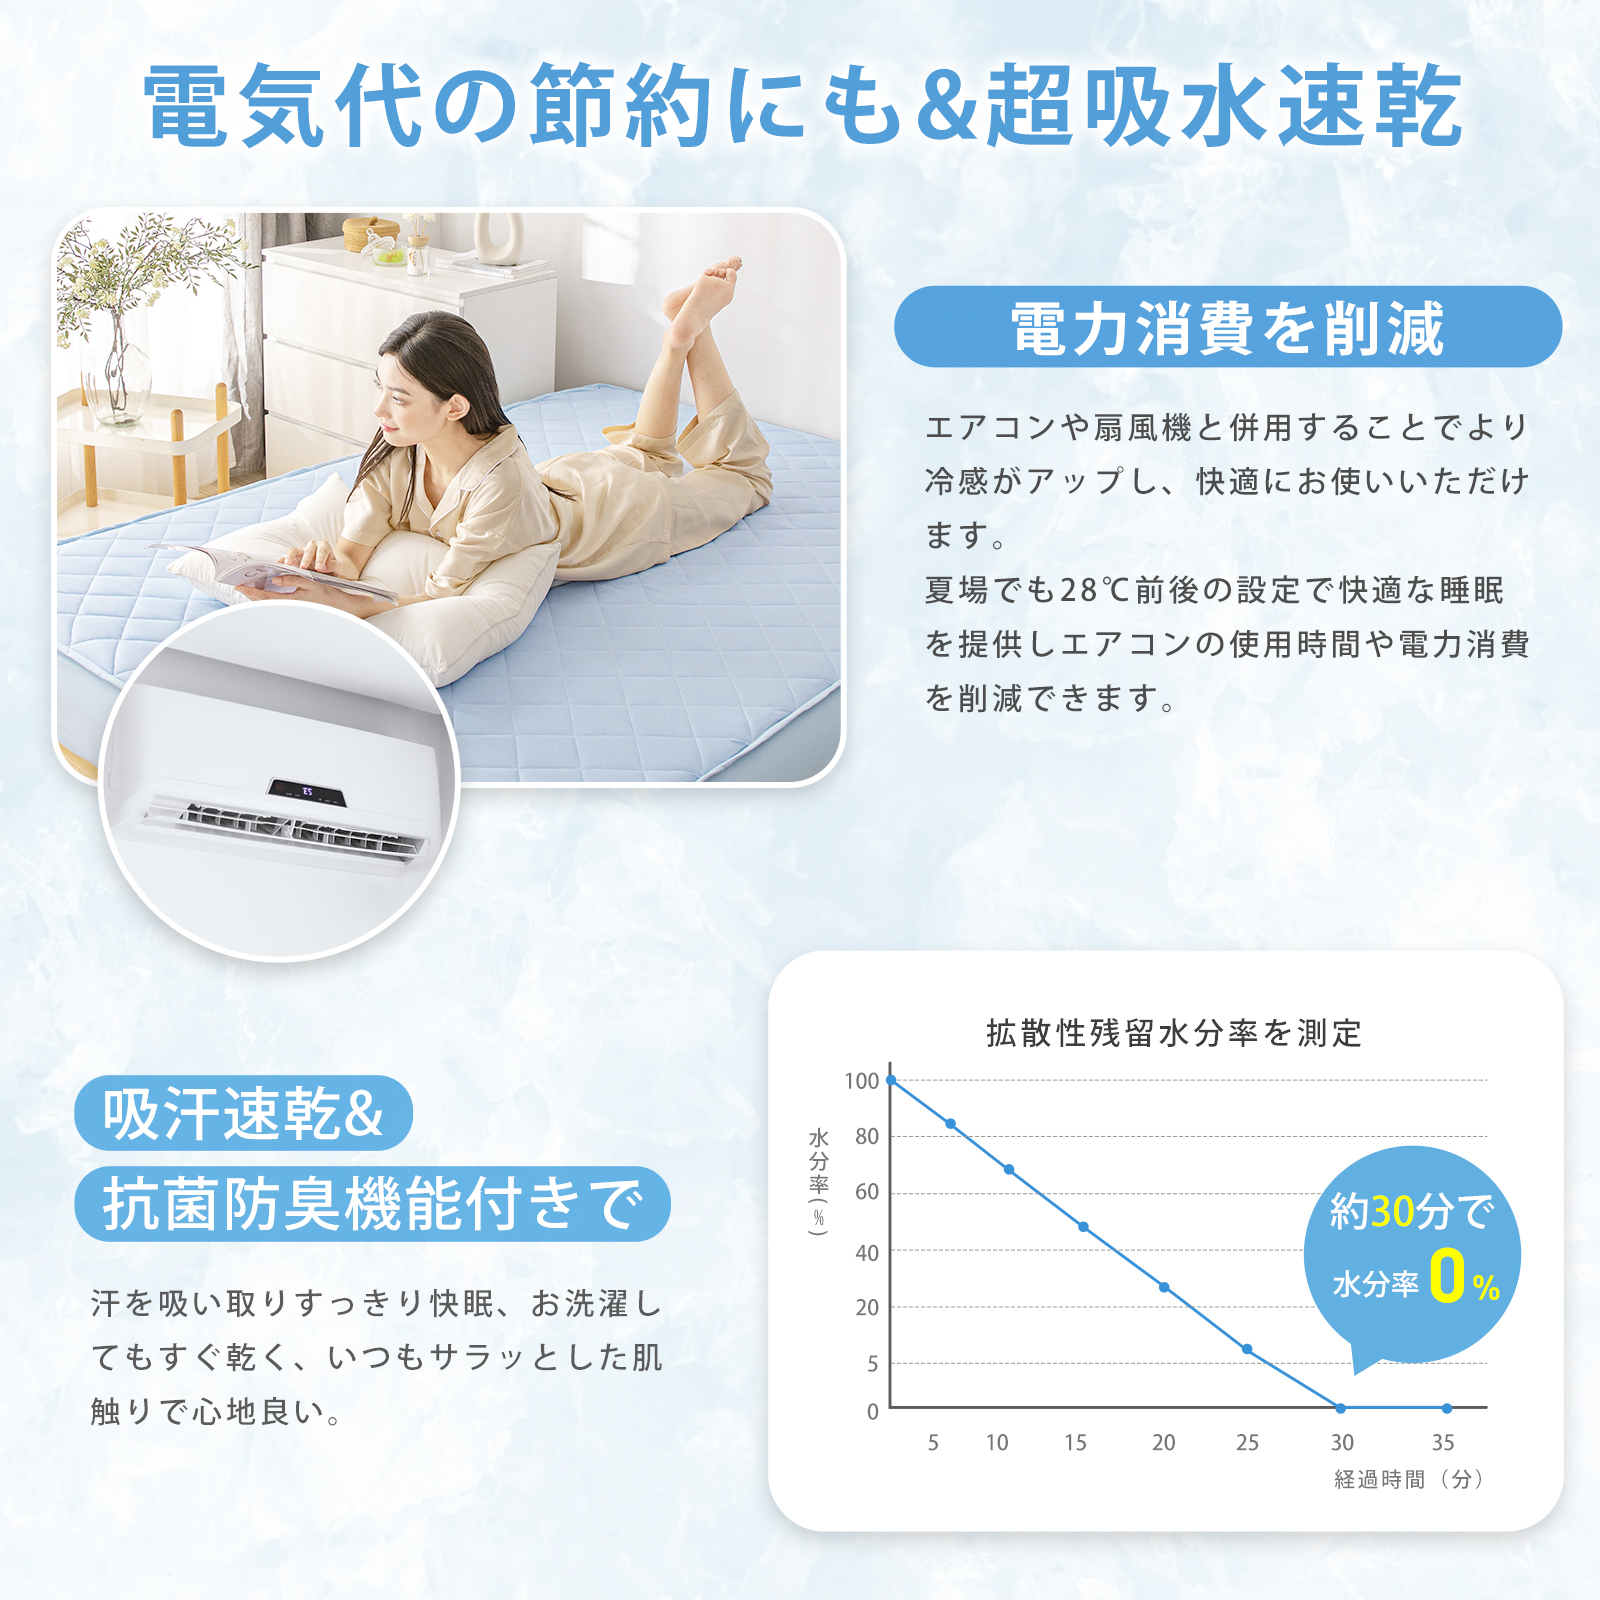 電気代の節約にも&超吸水速乾
電力消費を削減
エアコンや扇風機と併用することでより
冷感がアップし、快適にお使いいただけ
ます。
夏場でも28℃前後の設定で快適な睡眠
を提供しエアコンの使用時間や電力消費
を削減できます。
吸汗速乾&
抗菌防臭機能付きで
汗を吸い取りすっきり快眠、お洗濯し
てもすぐ乾く、いつもサラッとした肌
触りで心地良い。
拡散性残留水分率を測定
水分率(%)
100
80
60
40
20
5
0
約30分で
水分率0%
5 10 15 20 25 30 35
経過時間（分）